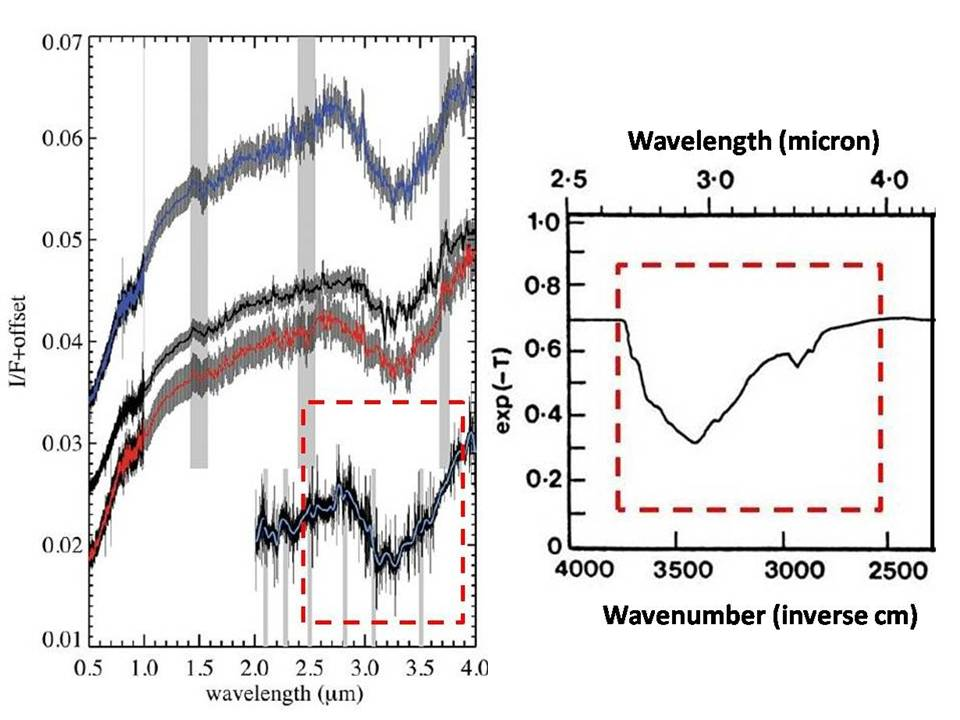 0.07
0.06
0.05
0.04
0.03
0.02
0.01
I/F+offset
0.5 1.0 1.5 2.0 2.5 3.0 3.5 4.0
wavelength (μm)
Wavelength (micron)
2·5 3·0 4·0
1·0
0·8
0·6
0·4
0·2
0
exp(−T)
4000 3500 3000 2500
Wavenumber (inverse cm)